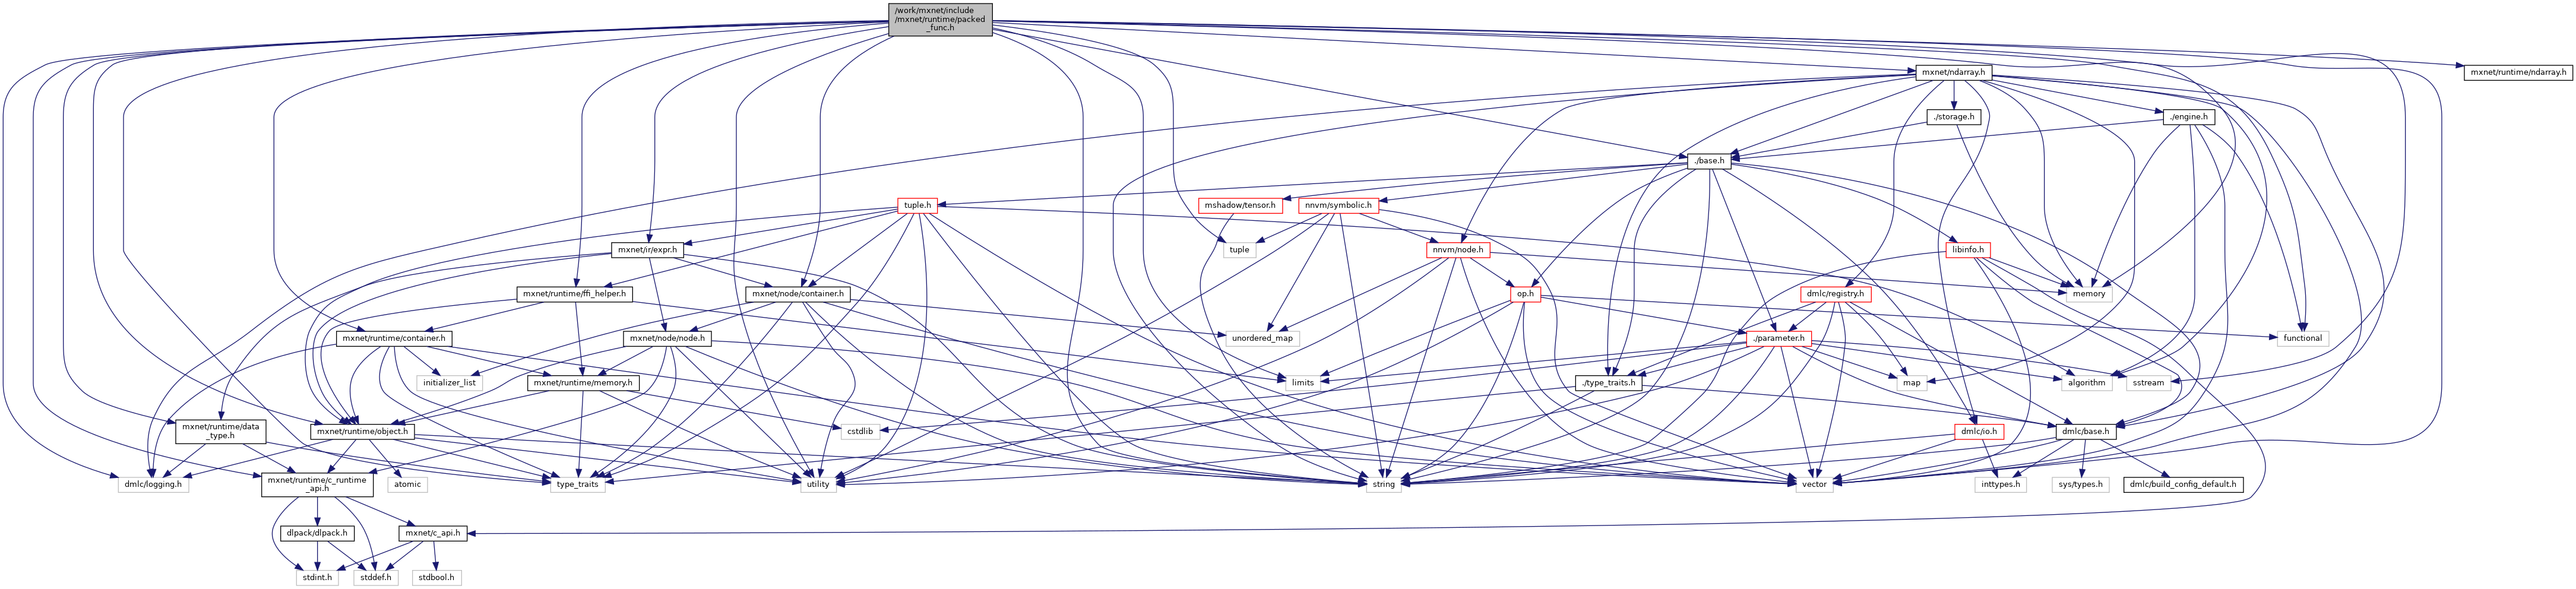 /work/mxnet/include
/mxnet/runtime/packed
_func.h
mxnet/ndarray.h
mxnet/runtime/ndarray.h
./storage.h
./engine.h
./base.h
tuple.h
mshadow/tensor.h
nnvm/symbolic.h
mxnet/ir/expr.h
tuple
nnvm/node.h
libinfo.h
mxnet/runtime/ffi_helper.h
mxnet/node/container.h
op.h
dmlc/registry.h
memory
mxnet/runtime/container.h
mxnet/node/node.h
unordered_map
./parameter.h
functional
initializer_list
mxnet/runtime/memory.h
limits
./type_traits.h
map
algorithm
sstream
mxnet/runtime/data
_type.h
mxnet/runtime/object.h
cstdlib
dmlc/io.h
dmlc/base.h
dmlc/logging.h
mxnet/runtime/c_runtime
_api.h
atomic
type_traits
utility
string
vector
inttypes.h
sys/types.h
dmlc/build_config_default.h
dlpack/dlpack.h
mxnet/c_api.h
stdint.h
stddef.h
stdbool.h